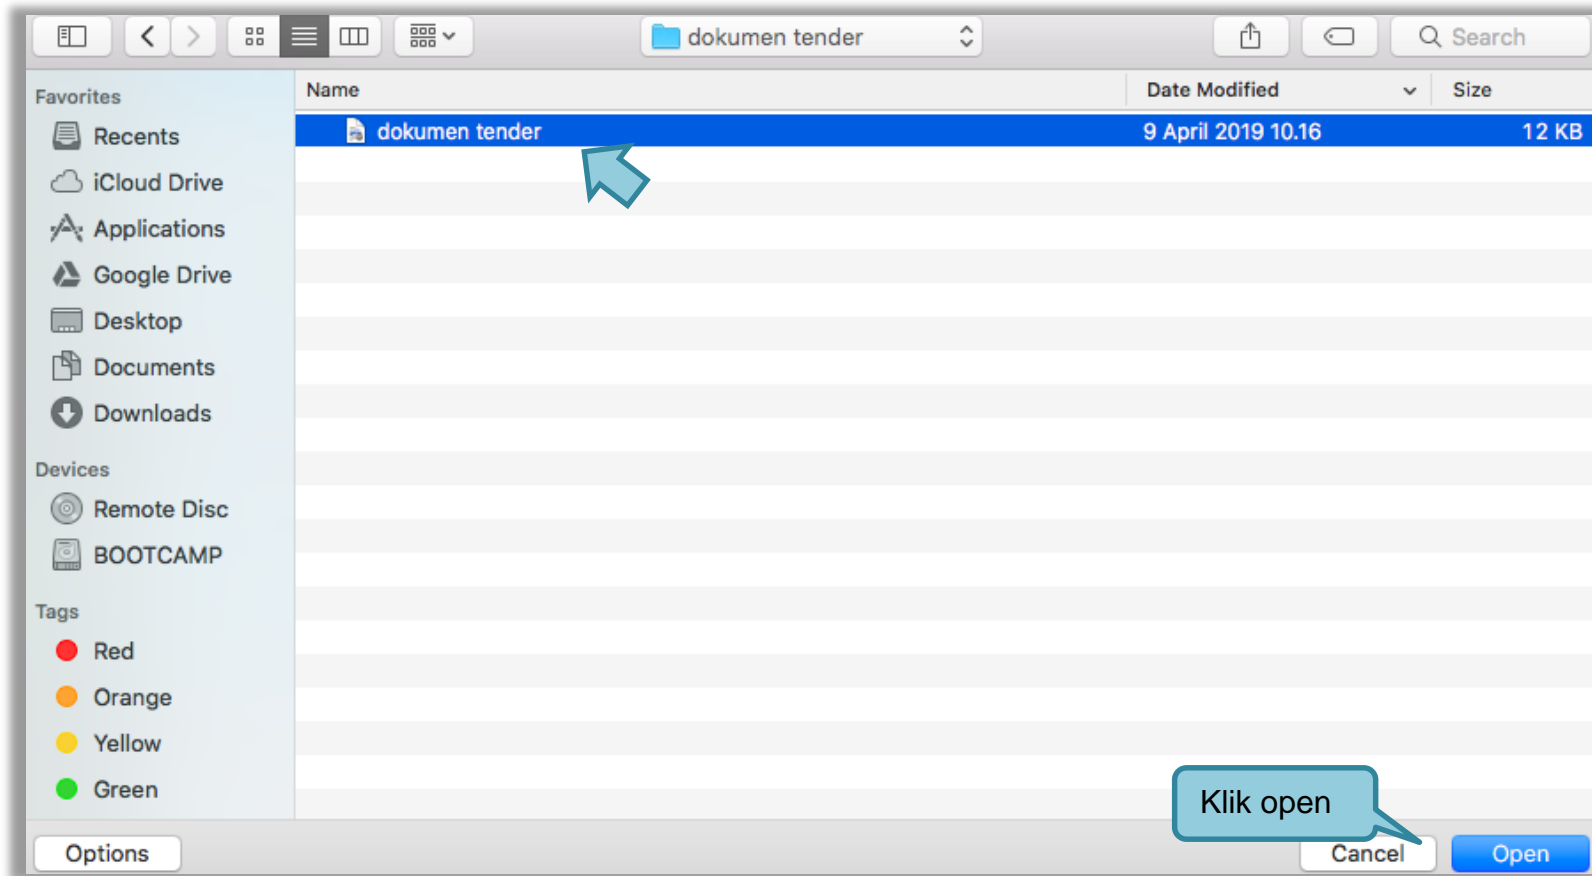 dokumen tender
Search
Favorites
Recents
iCloud Drive
Applications
Google Drive
Desktop
Documents
Downloads
Devices
Remote Disc
BOOTCAMP
Tags
Red
Orange
Yellow
Green
Name Date Modified Size
dokumen tender 9 April 2019 10.16 12 KB
Klik open
Options Cancel Open